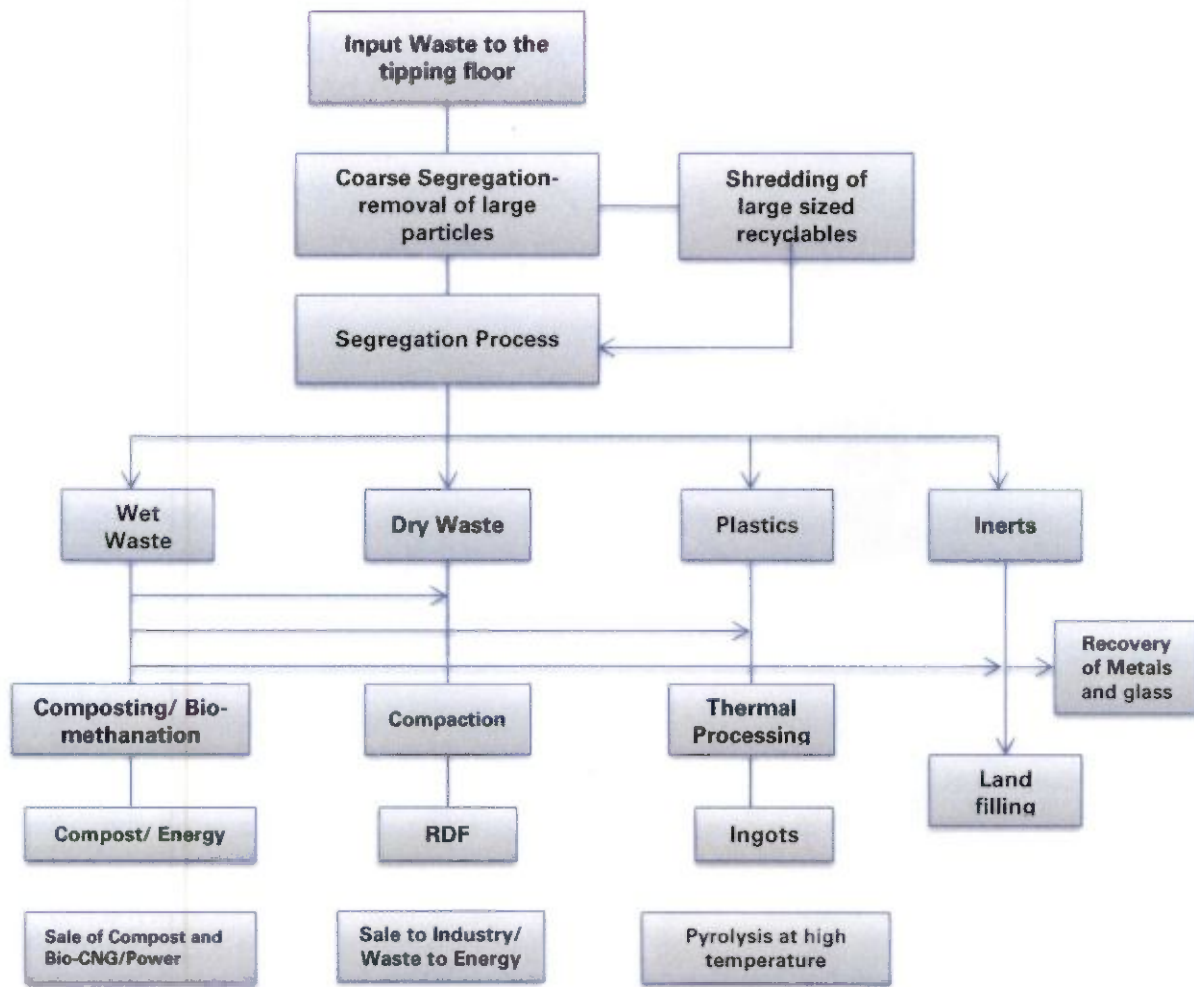 Input Waste to the
tipping floor
Coarse Segregation-
removal of large
particles
Shredding of
large sized
recyclables
Segregation Process
Wet
Waste
Dry Waste
Plastics
Inerts
Recovery
of Metals
and glass
Composting/ Bio-
methanation
Compaction
Thermal
Processing
Land
filling
Compost/ Energy
RDF
Ingots
Sale of Compost and
Bio-CNG/Power
Sale to Industry/
Waste to Energy
Pyrolysis at high
temperature